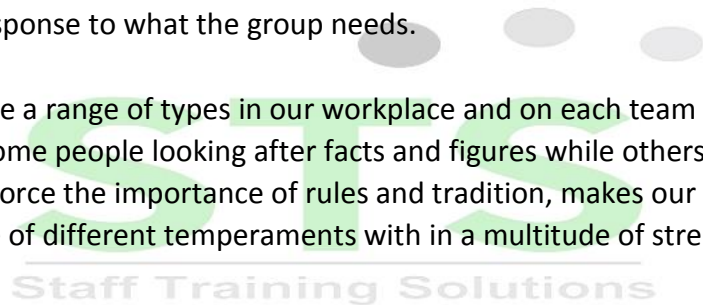 sponse to what the group needs.
e a range of types in our workplace and on each team
ome people looking after facts and figures while others
orce the importance of rules and tradition, makes our
of different temperaments with in a multitude of stre
STS
Staff Training Solutions